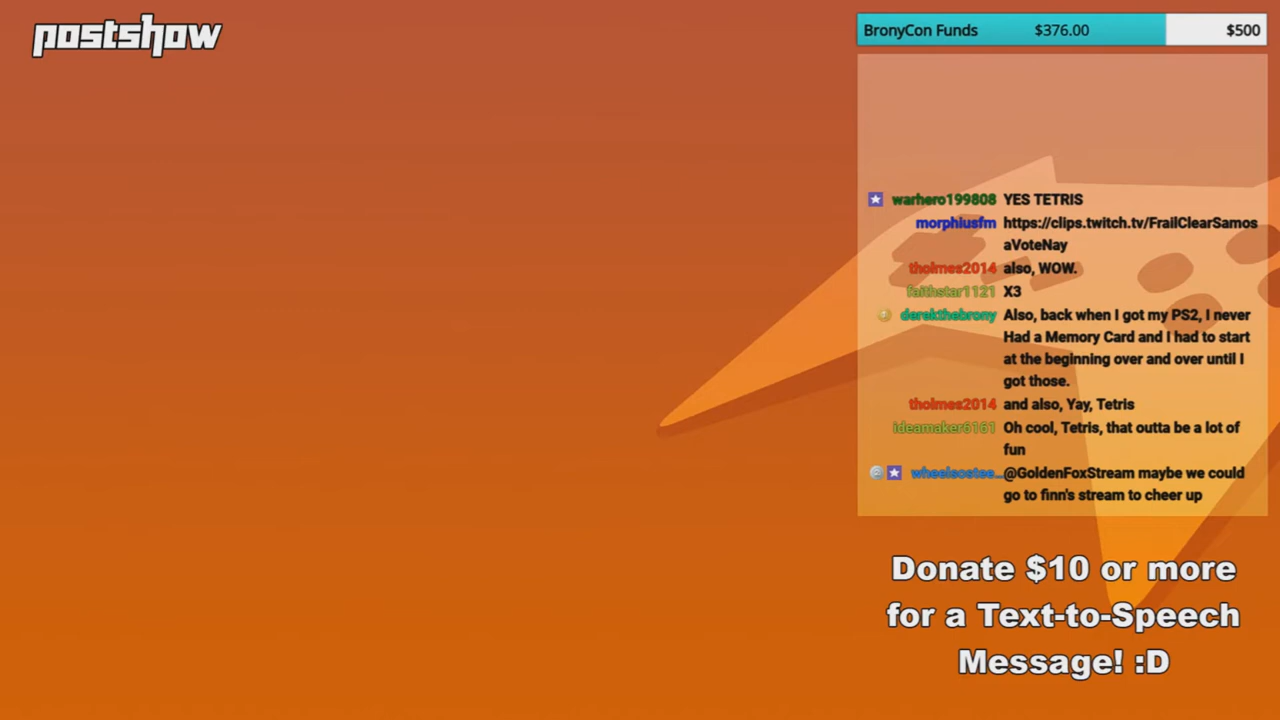 postshow
BronyCon Funds $376.00 $500
warhero199808 YES TETRIS
morphiusfm https://clips.twitch.tv/FrailClearSamos
aVoteNay
tholmes2014 also, WOW.
faithstar1121 X3
derekthebrony Also, back when I got my PS2, I never
Had a Memory Card and I had to start
at the beginning over and over until I
got those.
tholmes2014 and also, Yay, Tetris
ideamaker6161 Oh cool, Tetris, that outta be a lot of
fun
wheelsostee... @GoldenFoxStream maybe we could
go to finn's stream to cheer up
Donate $10 or more
for a Text-to-Speech
Message! :D